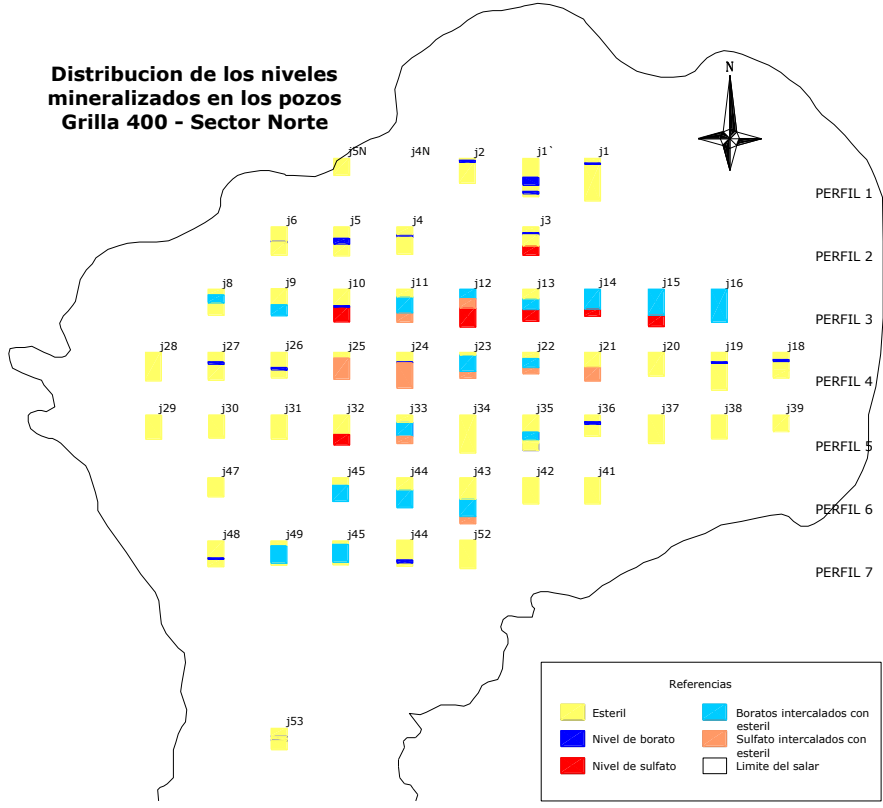 Distribucion de los niveles
mineralizados en los pozos
Grilla 400 - Sector Norte
N
j5N j4N j2 j1` j1
PERFIL 1
j6 j5 j4 j3
PERFIL 2
j8 j9 j10 j11 j12 j13 j14 j15 j16
PERFIL 3
j28 j27 j26 j25 j24 j23 j22 j21 j20 j19 j18
PERFIL 4
j29 j30 j31 j32 j33 j34 j35 j36 j37 j38 j39
PERFIL 5
j47 j45 j44 j43 j42 j41
PERFIL 6
j48 j49 j45 j44 j52
PERFIL 7
j53
Referencias
Esteril
Nivel de borato
Nivel de sulfato
Boratos intercalados con
esteril
Sulfato intercalados con
esteril
Limite del salar